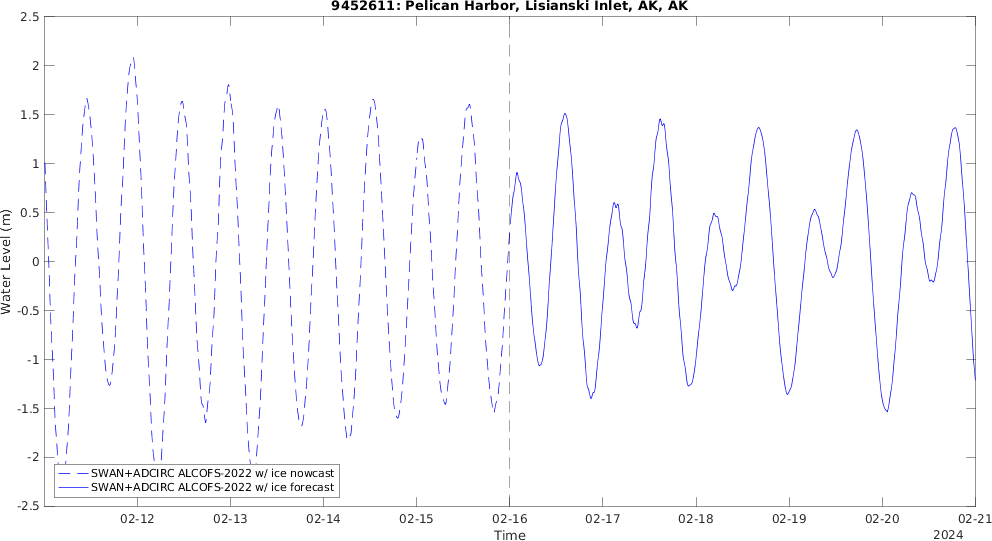 9452611: Pelican Harbor, Lisianski Inlet, AK, AK
2.5
2
1.5
1
0.5
0
-0.5
-1
-1.5
-2
-2.5
Water Level (m)
SWAN+ADCIRC ALCOFS-2022 w/ ice nowcast
SWAN+ADCIRC ALCOFS-2022 w/ ice forecast
02-12 02-13 02-14 02-15 02-16 02-17 02-18 02-19 02-20 02-21
Time
2024